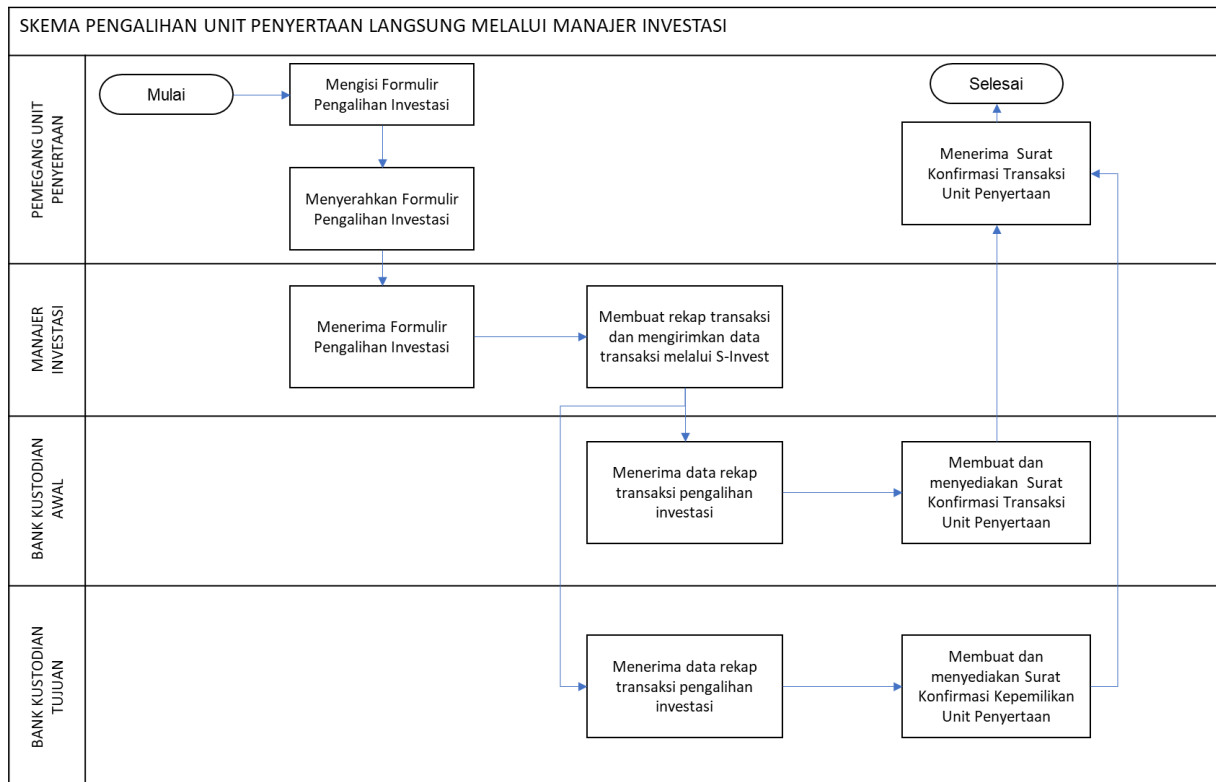 SKEMA PENGALIHAN UNIT PENYERTAAN LANGSUNG MELALUI MANAJER INVESTASI
PEMEGANG UNIT
PENYERTAAN
Mulai
Mengisi Formulir
Pengalihan Investasi
Selesai
Menyerahkan Formulir
Pengalihan Investasi
Menerima Surat
Konfirmasi Transaksi
Unit Penyertaan
MANAJER
INVESTASI
Menerima Formulir
Pengalihan Investasi
Membuat rekap transaksi
dan mengirimkan data
transaksi melalui S-Invest
BANK KUSTODIAN
AWAL
Menerima data rekap
transaksi pengalihan
investasi
Membuat dan
menyediakan Surat
Konfirmasi Transaksi
Unit Penyertaan
BANK KUSTODIAN
TUJUAN
Menerima data rekap
transaksi pengalihan
investasi
Membuat dan
menyediakan Surat
Konfirmasi Kepemilikan
Unit Penyertaan